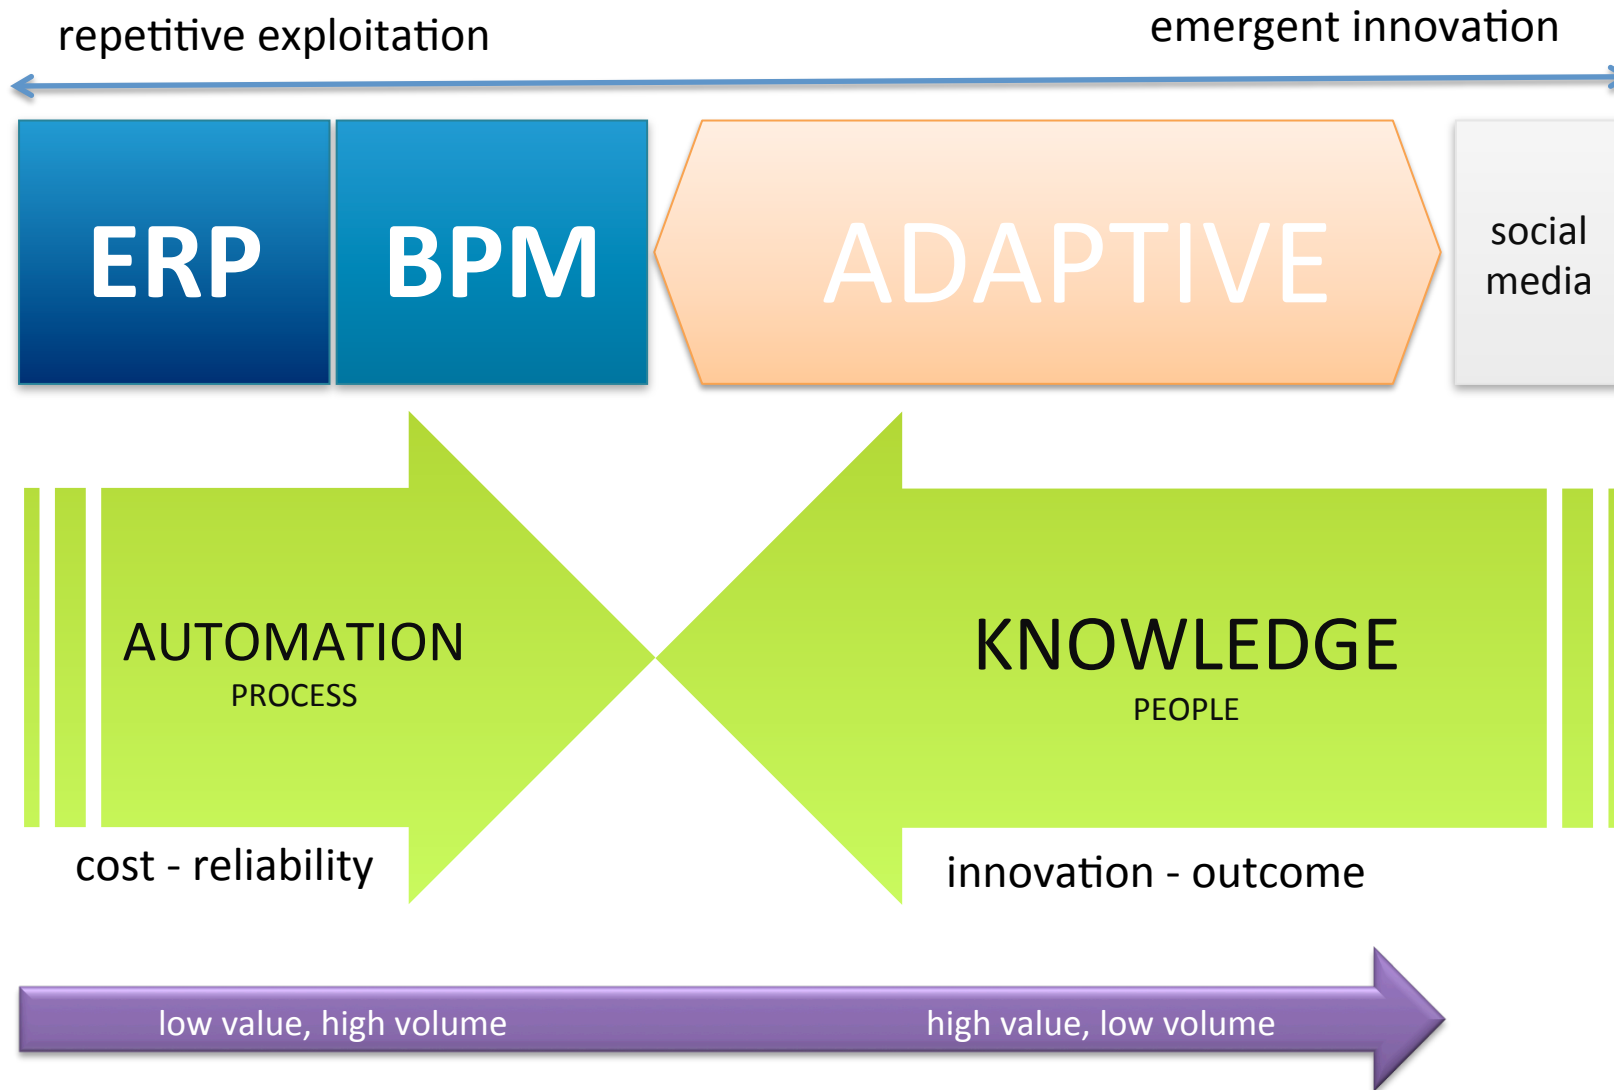 repetitive exploitation
emergent innovation
ERP
BPM
ADAPTIVE
social
media
AUTOMATION
PROCESS
KNOWLEDGE
PEOPLE
cost - reliability
innovation - outcome
low value, high volume
high value, low volume